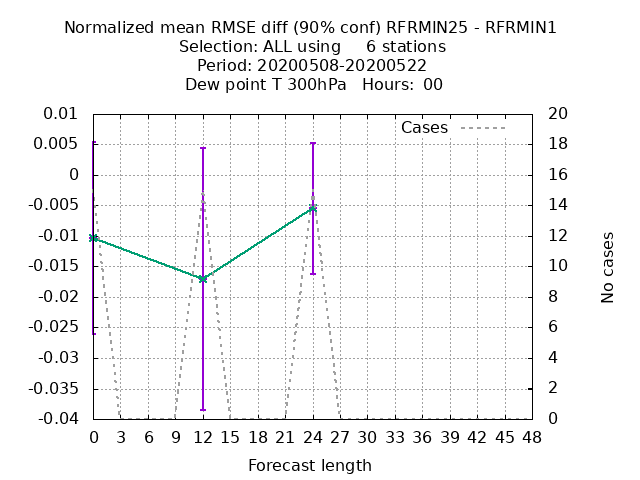 Normalized mean RMSE diff (90% conf) RFRMIN25 - RFRMIN1
Selection: ALL using     6 stations
Period: 20200508-20200522
Dew point T 300hPa   Hours:  00
Cases
0.01
0.005
0
-0.005
-0.01
-0.015
-0.02
-0.025
-0.03
-0.035
-0.04
20
18
16
14
12
10
8
6
4
2
0
No cases
0 3 6 9 12 15 18 21 24 27 30 33 36 39 42 45 48
Forecast length